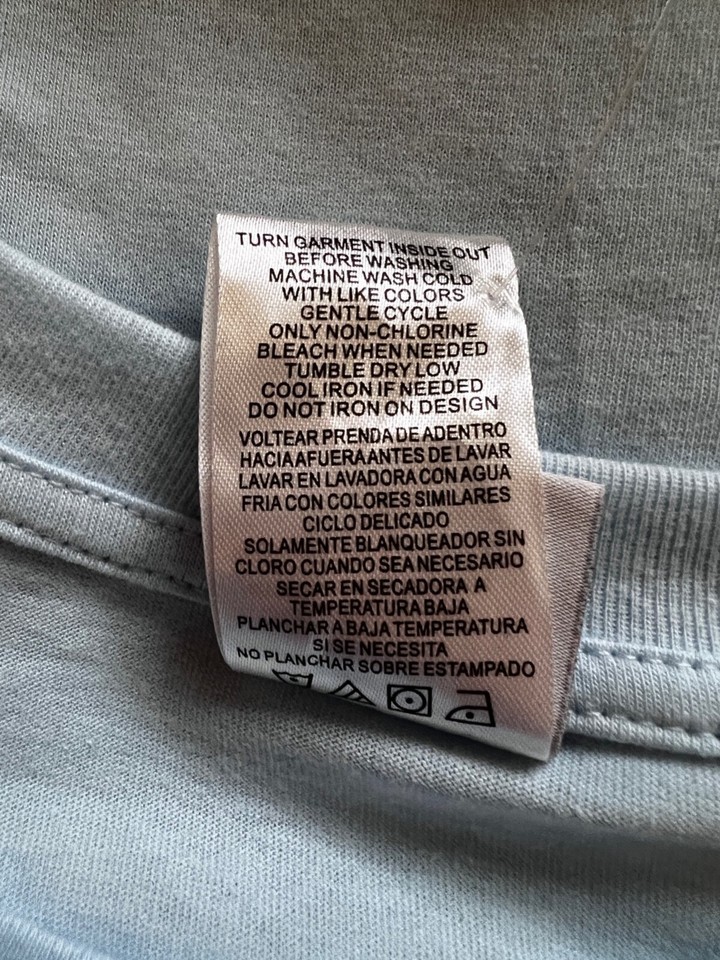 TURN GARMENT INSIDE OUT
BEFORE WASHING
MACHINE WASH COLD
WITH LIKE COLORS
GENTLE CYCLE
ONLY NON-CHLORINE
BLEACH WHEN NEEDED
TUMBLE DRY LOW
COOL IRON IF NEEDED
DO NOT IRON ON DESIGN
VOLTEAR PRENDA DE ADENTRO
HACIA AFUERA ANTES DE LAVAR
LAVAR EN LAVADORA CON AGUA
FRIA CON COLORES SIMILARES
CICLO DELICADO
SOLAMENTE BLANQUEADOR SIN
CLORO CUANDO SEA NECESARIO
SECAR EN SECADORA A
TEMPERATURA BAJA
PLANCHAR A BAJA TEMPERATURA
SI SE NECESITA
NO PLANCHAR SOBRE ESTAMPADO